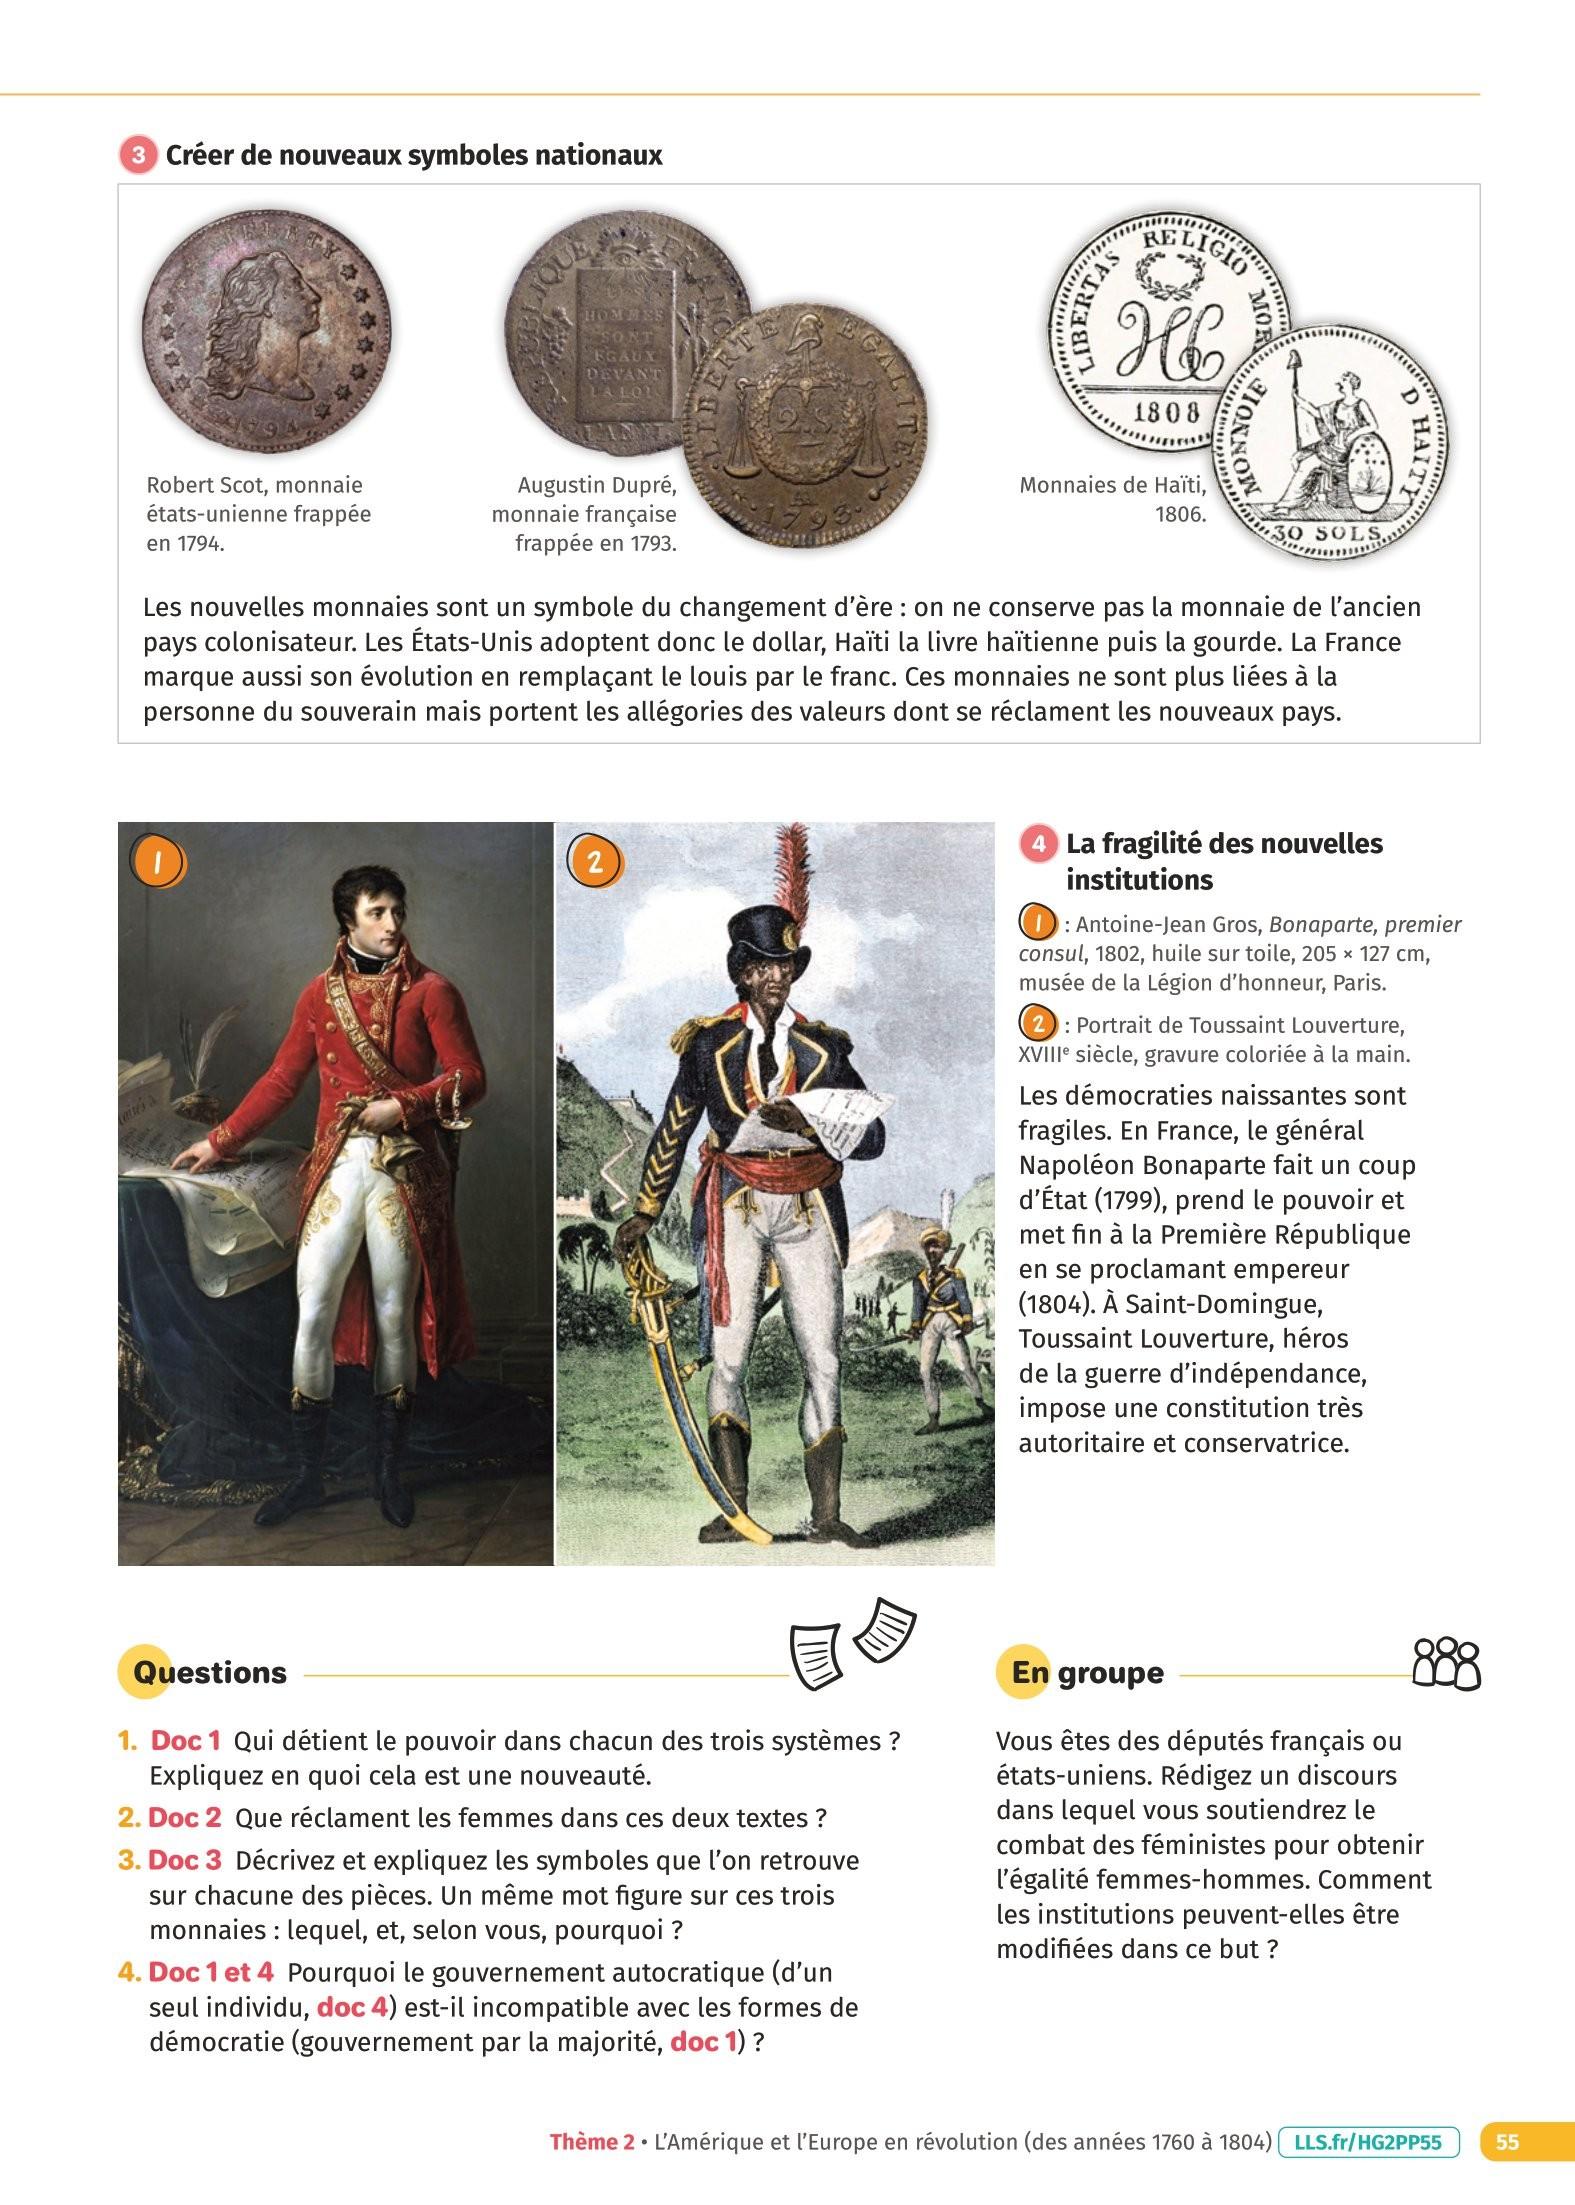 3 Créer de nouveaux symboles nationaux
LIBERTY
1794
RÉPUBLIQUE FRANÇ
LES
HOMMES
SONT
EGAUX
DEVANT
LA LOI
L'AN
LIBERTÉ EGALITÉ
2.S.
AA
1793
LIBERTAS RELIGIO MOR
HC
1808
MONNOIE D HAITI
30 SOLS
Robert Scot, monnaie
états-unienne frappée
en 1794.
Augustin Dupré,
monnaie française
frappée en 1793.
Monnaies de Haïti,
1806.
Les nouvelles monnaies sont un symbole du changement d’ère : on ne conserve pas la monnaie de l’ancien
pays colonisateur. Les États-Unis adoptent donc le dollar, Haïti la livre haïtienne puis la gourde. La France
marque aussi son évolution en remplaçant le louis par le franc. Ces monnaies ne sont plus liées à la
personne du souverain mais portent les allégories des valeurs dont se réclament les nouveaux pays.
1
2
4 La fragilité des nouvelles
institutions
1 : Antoine-Jean Gros, Bonaparte, premier
consul, 1802, huile sur toile, 205 × 127 cm,
musée de la Légion d’honneur, Paris.
2 : Portrait de Toussaint Louverture,
XVIIIe siècle, gravure coloriée à la main.
Les démocraties naissantes sont
fragiles. En France, le général
Napoléon Bonaparte fait un coup
d’État (1799), prend le pouvoir et
met fin à la Première République
en se proclamant empereur
(1804). À Saint-Domingue,
Toussaint Louverture, héros
de la guerre d’indépendance,
impose une constitution très
autoritaire et conservatrice.
Questions
1. Doc 1 Qui détient le pouvoir dans chacun des trois systèmes ?
Expliquez en quoi cela est une nouveauté.
2. Doc 2 Que réclament les femmes dans ces deux textes ?
3. Doc 3 Décrivez et expliquez les symboles que l’on retrouve
sur chacune des pièces. Un même mot figure sur ces trois
monnaies : lequel, et, selon vous, pourquoi ?
4. Doc 1 et 4 Pourquoi le gouvernement autocratique (d’un
seul individu, doc 4) est-il incompatible avec les formes de
démocratie (gouvernement par la majorité, doc 1) ?
En groupe
Vous êtes des députés français ou
états-uniens. Rédigez un discours
dans lequel vous soutiendrez le
combat des féministes pour obtenir
l’égalité femmes-hommes. Comment
les institutions peuvent-elles être
modifiées dans ce but ?
Thème 2 • L’Amérique et l’Europe en révolution (des années 1760 à 1804) LLS.fr/HG2PP55 55